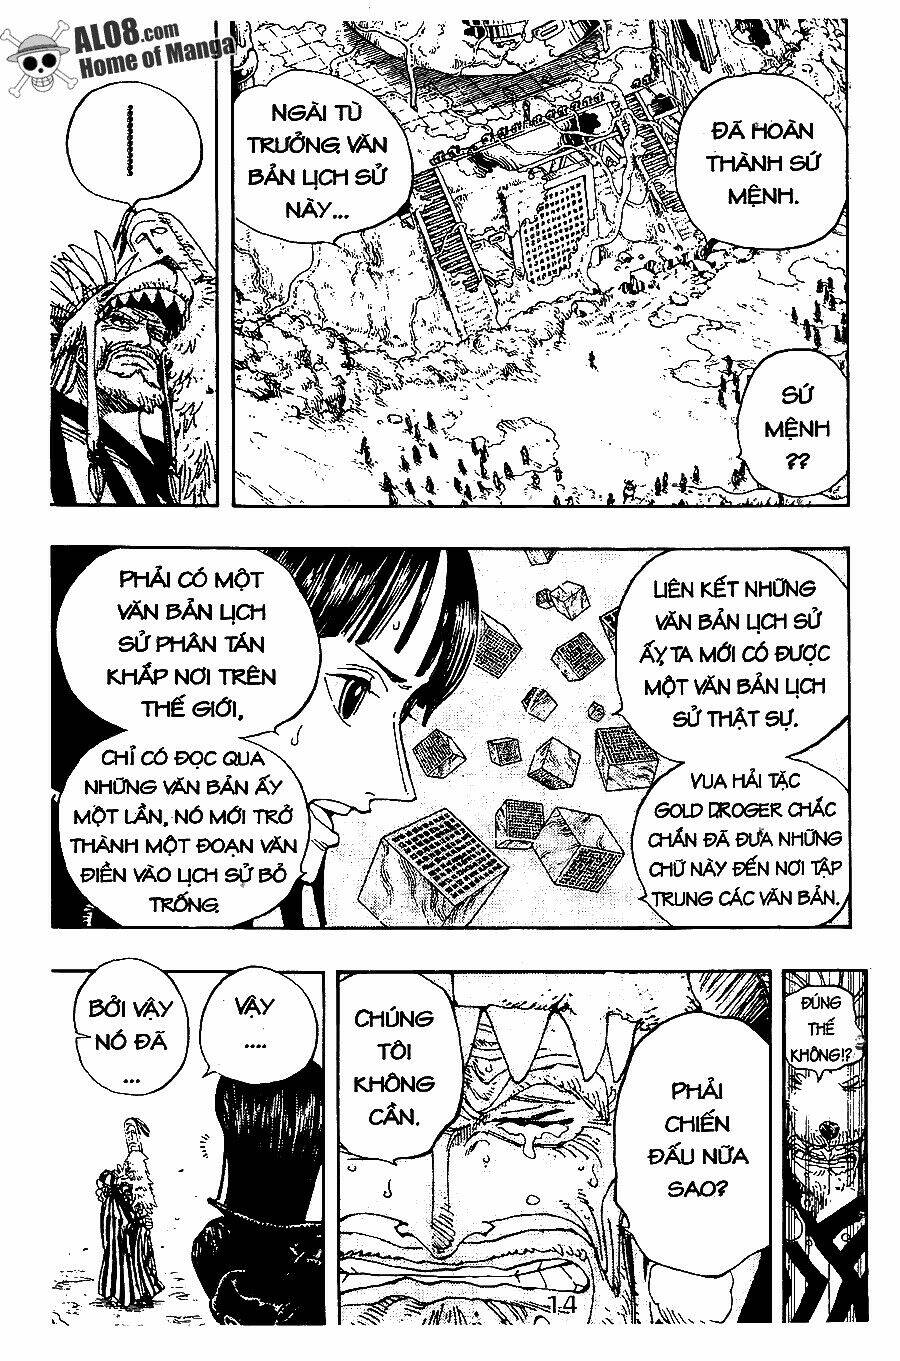 AL08.com
Home of Manga
NGÀI TÙ
TRƯỞNG. VĂN
BẢN LỊCH SỬ
NÀY...
ĐÃ HOÀN
THÀNH SỨ
MỆNH.
SỨ
MỆNH
??
PHẢI CÓ MỘT
VĂN BẢN LỊCH
SỬ PHÂN TÁN
KHẮP NƠI TRÊN
THẾ GIỚI,
CHỈ CÓ ĐỌC QUA
NHỮNG VĂN BẢN ẤY
MỘT LẦN, NÓ MỚI TRỞ
THÀNH MỘT ĐOẠN VĂN
ĐIỀN VÀO LỊCH SỬ BỎ
TRỐNG.
LIÊN KẾT NHỮNG
VĂN BẢN LỊCH SỬ
ẤY, TA MỚI CÓ ĐƯỢC
MỘT VĂN BẢN LỊCH
SỬ THẬT SỰ.
VUA HẢI TẶC
GOLD D.ROGER CHẮC
CHẮN ĐÃ ĐƯA NHỮNG
CHỮ NÀY ĐẾN NƠI TẬP
TRUNG CÁC VĂN BẢN.
BỞI VẬY
NÓ ĐÃ
...
VẬY
....
CHÚNG
TÔI
KHÔNG
CẦN.
PHẢI
CHIẾN
ĐẤU NỮA
SAO?
ĐÚNG
THẾ
KHÔNG!?
14